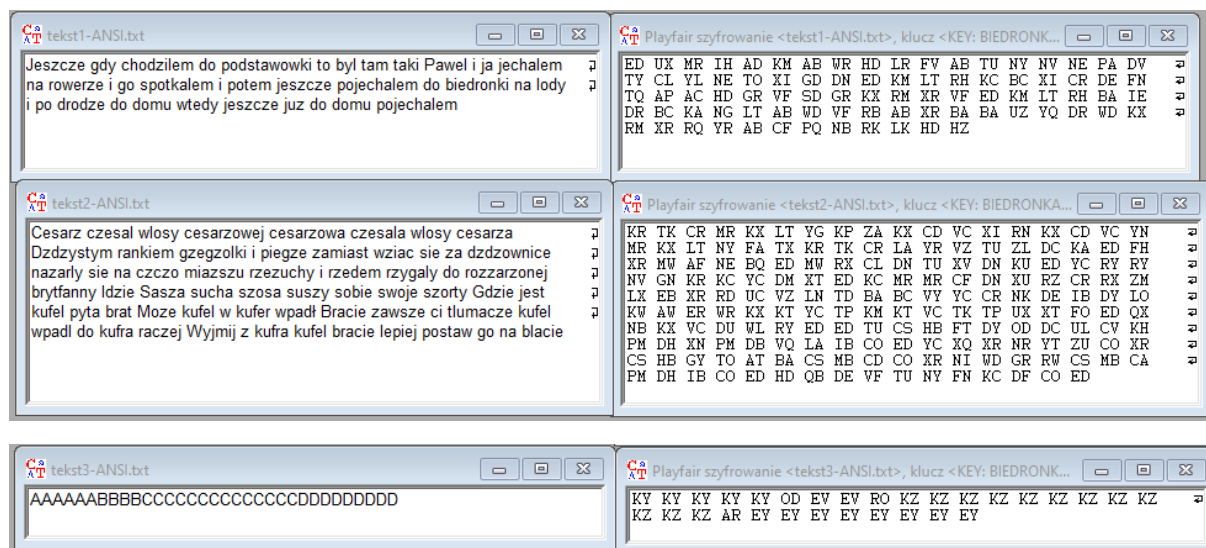 tekst1-ANSI.txt
Jeszcze gdy chodzilem do podstawowki to byl tam taki Pawel i ja jechalem
na rowerze i go spotkalem i potem jeszcze pojechalem do biedronki na lody
i po drodze do domu wtedy jeszcze juz do domu pojechalem
Playfair szyfrowanie <tekst1-ANSI.txt>, klucz <KEY: BIEDRONK...
ED UX MR IH AD KM AB WR HD LR FV AB TU NY NV NE PA DV
TY CL YL NE TO XI GD DN ED KM LT RH KC BC XI CR DE FN
TQ AP AC HD GR VF SD GR KX RM XR VF ED KM LT RH BA IE
DR BC KA NG LT AB WD VF RB AB XR BA BA UZ YQ DR WD KX
RM XR RQ YR AB CF PQ NB RK LK HD HZ
tekst2-ANSI.txt
Cesarz czesal wlosy cesarzowej cesarzowa czesala wlosy cesarza
Dzdzystym rankiem gzegzolki i piegze zamiast wziac sie za dzdzownice
nazarly sie na czczo miazszu rzezuchy i rzedem rzygaly do rozzarzonej
brytfanny Idzie Sasza sucha szosa suszy sobie swoje szorty Gdzie jest
kufel pyta brat Moze kufel w kufer wpadł Bracie zawsze ci tlumacze kufel
wpadl do kufra raczej Wyjmij z kufra kufel bracie lepiej postaw go na blacie
Playfair szyfrowanie <tekst2-ANSI.txt>, klucz <KEY: BIEDRONKA...
KR TK CR MR KX LT YG KP ZA KX CD VC XI RN KX CD VC YN
MR KX LT NY FA TX KR TK CR LA YR VZ TU ZL DC KA ED FH
XR MW AF NE BQ ED MW RX CL DN TU XV DN KU ED YC RY RY
NV GN KR KC YC DM XT ED KC MR MR CF DN XU RZ CR RX ZM
LX EB XR RD UC VZ LN TD BA BC VY YC CR NK DE IB DY LO
KW AW ER WR KX KT YC TP KM KT VC TK TP UX XT FO ED QX
NB KX VC DU WL RY ED ED TU CS HB FT DY OD DC UL CV KH
PM DH XN PM DB VQ LA IB CO ED YC XQ XR NR YT ZU CO XR
CS HB GY TO AT BA CS MB CD CO XR NI WD GR RW CS MB CA
PM DH IB CO ED HD QB DE VF TU NY FN KC DF CO ED
tekst3-ANSI.txt
AAAAAABBBBCCCCCCCCCCCCCCDDDDDDDDD
Playfair szyfrowanie <tekst3-ANSI.txt>, klucz <KEY: BIEDRONK...
KY KY KY KY KY OD EV EV RO KZ KZ KZ KZ KZ KZ KZ KZ KZ
KZ KZ KZ AR EY EY EY EY EY EY EY EY